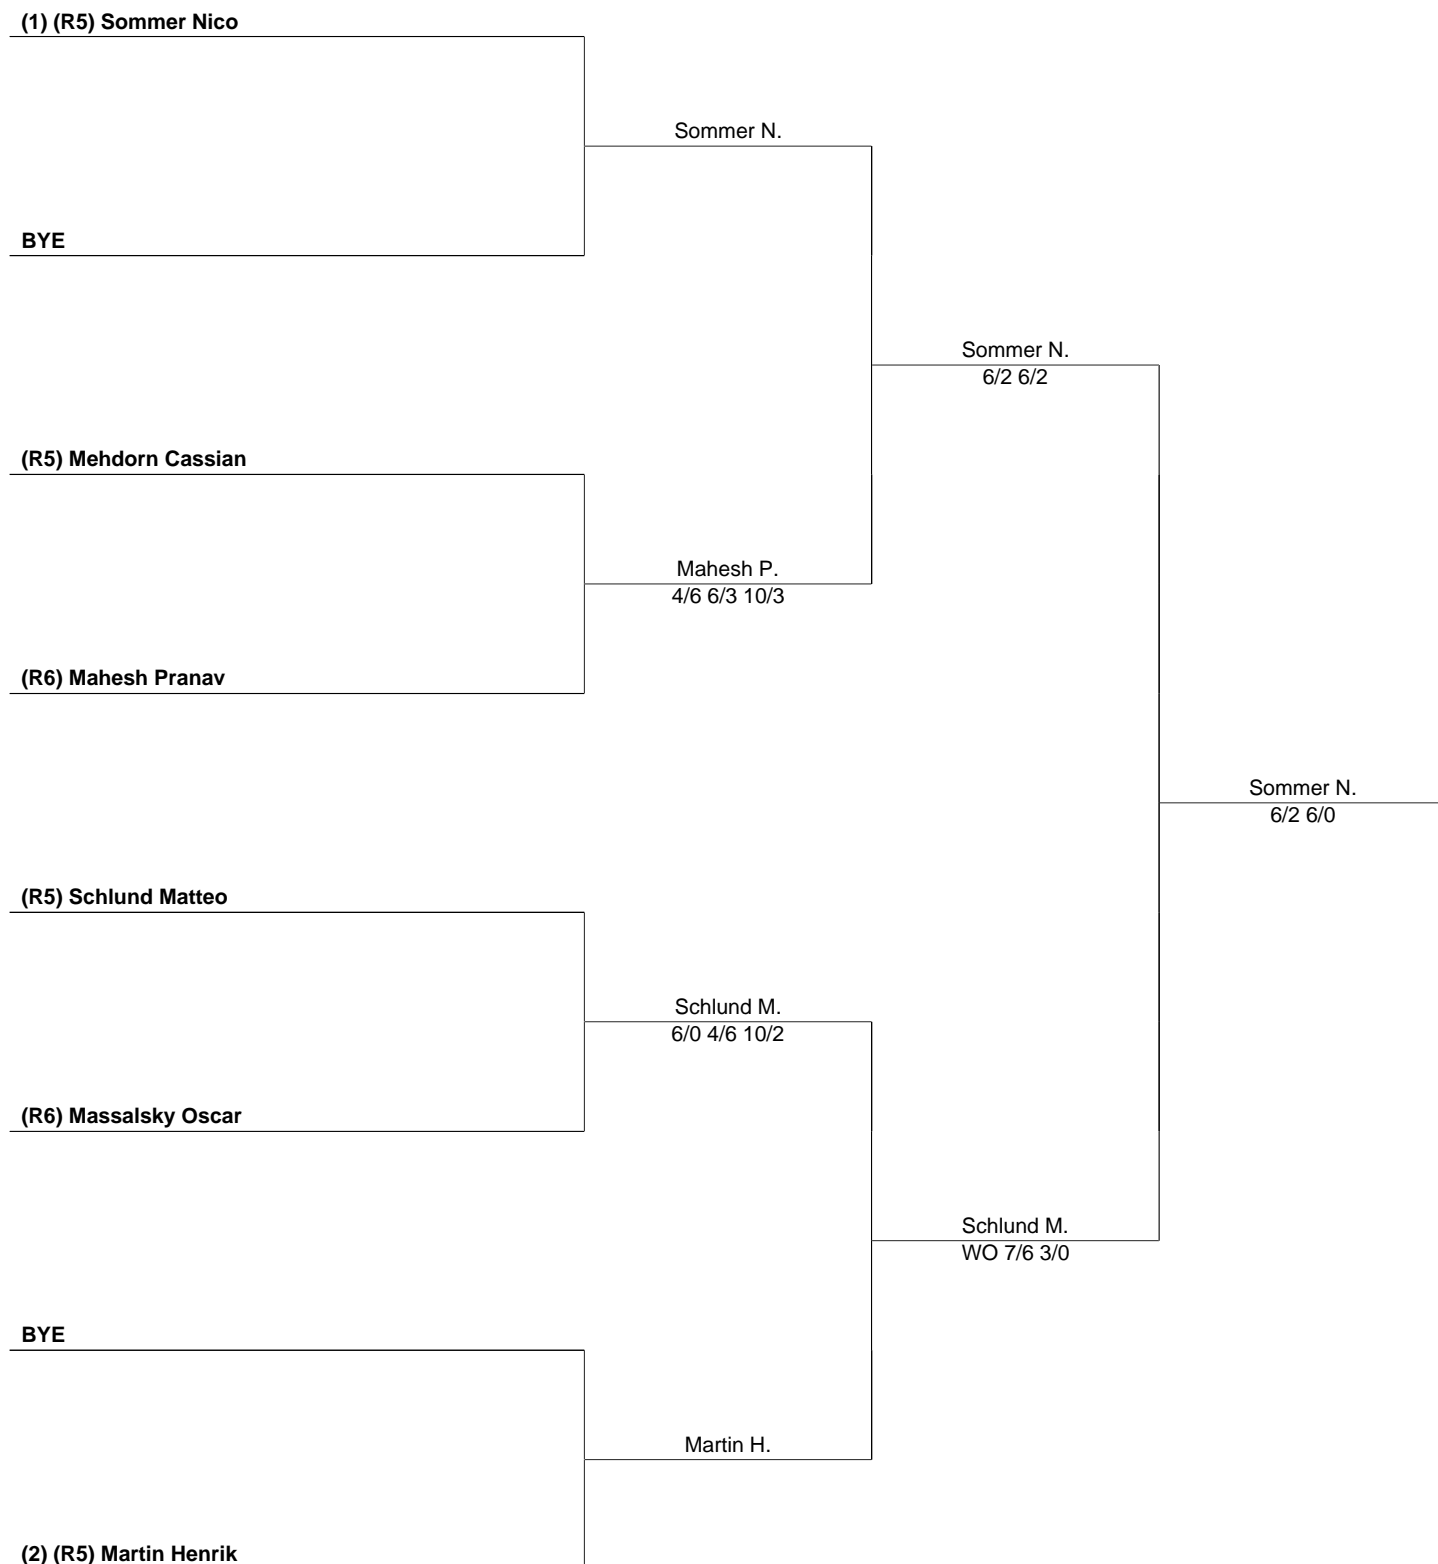 (1) (R5) Sommer Nico
Sommer N.
BYE
Sommer N.
6/2 6/2
(R5) Mehdorn Cassian
Mahesh P.
4/6 6/3 10/3
(R6) Mahesh Pranav
Sommer N.
6/2 6/0
(R5) Schlund Matteo
Schlund M.
6/0 4/6 10/2
(R6) Massalsky Oscar
Schlund M.
WO 7/6 3/0
BYE
Martin H.
(2) (R5) Martin Henrik